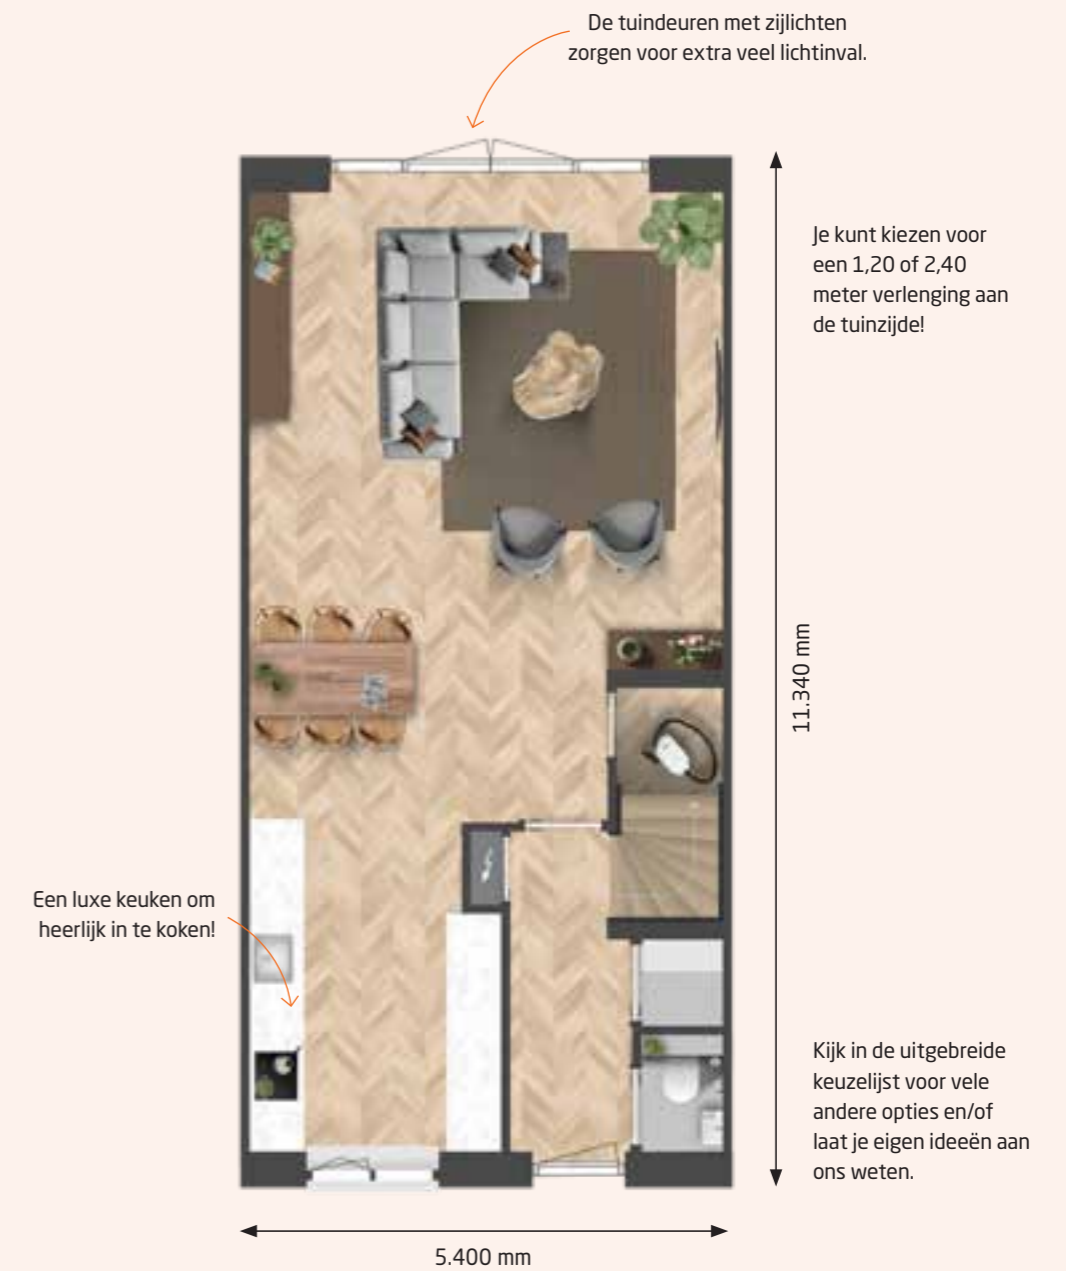 De tuindeuren met zijlichten
zorgen voor extra veel lichtinval.
Je kunt kiezen voor
een 1,20 of 2,40
meter verlenging aan
de tuinzijde!
11.340 mm
Een luxe keuken om
heerlijk in te koken!
Kijk in de uitgebreide
keuzelijst voor vele
andere opties en/of
laat je eigen ideeën aan
ons weten.
5.400 mm